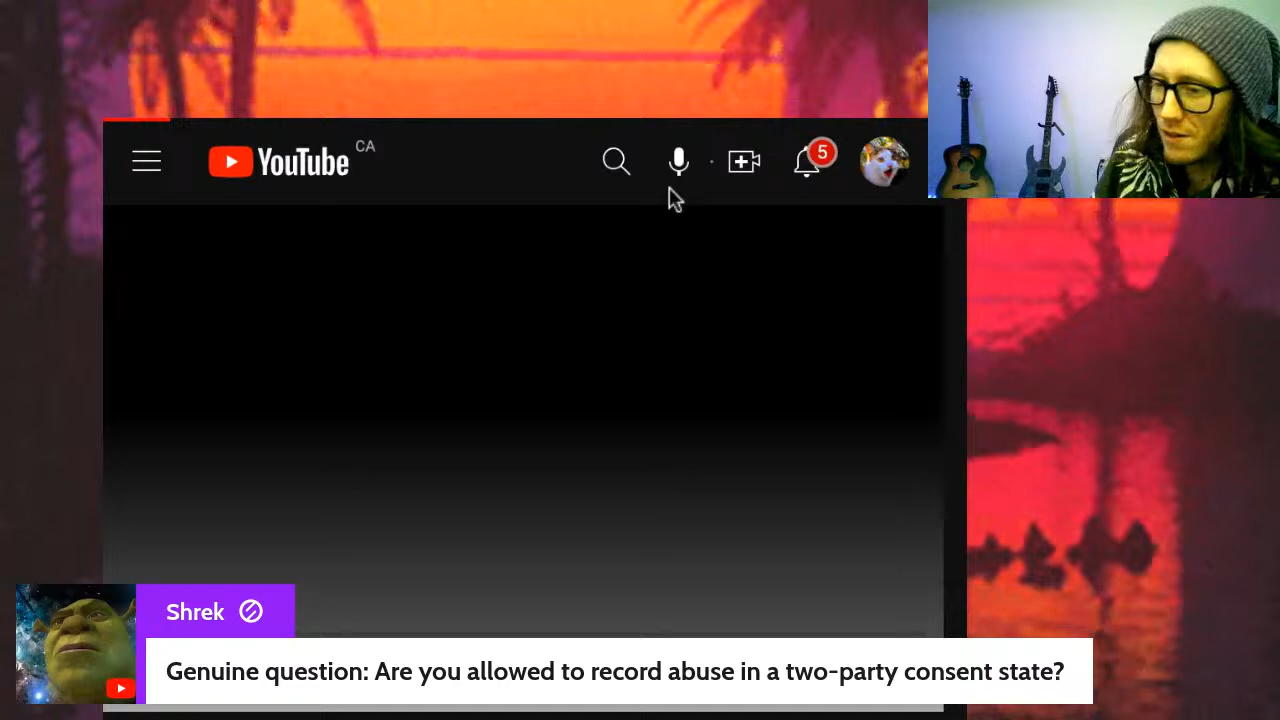 YouTube CA
5
Shrek
Genuine question: Are you allowed to record abuse in a two-party consent state?